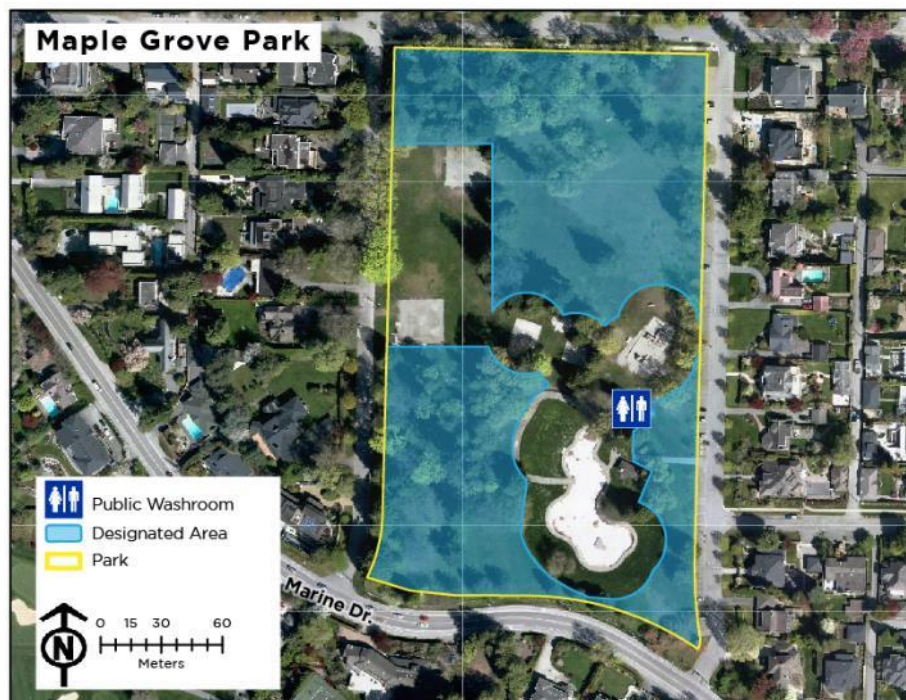 Maple Grove Park
Public Washroom
Designated Area
Park
Marine Dr.
N
0 15 30 60
Meters